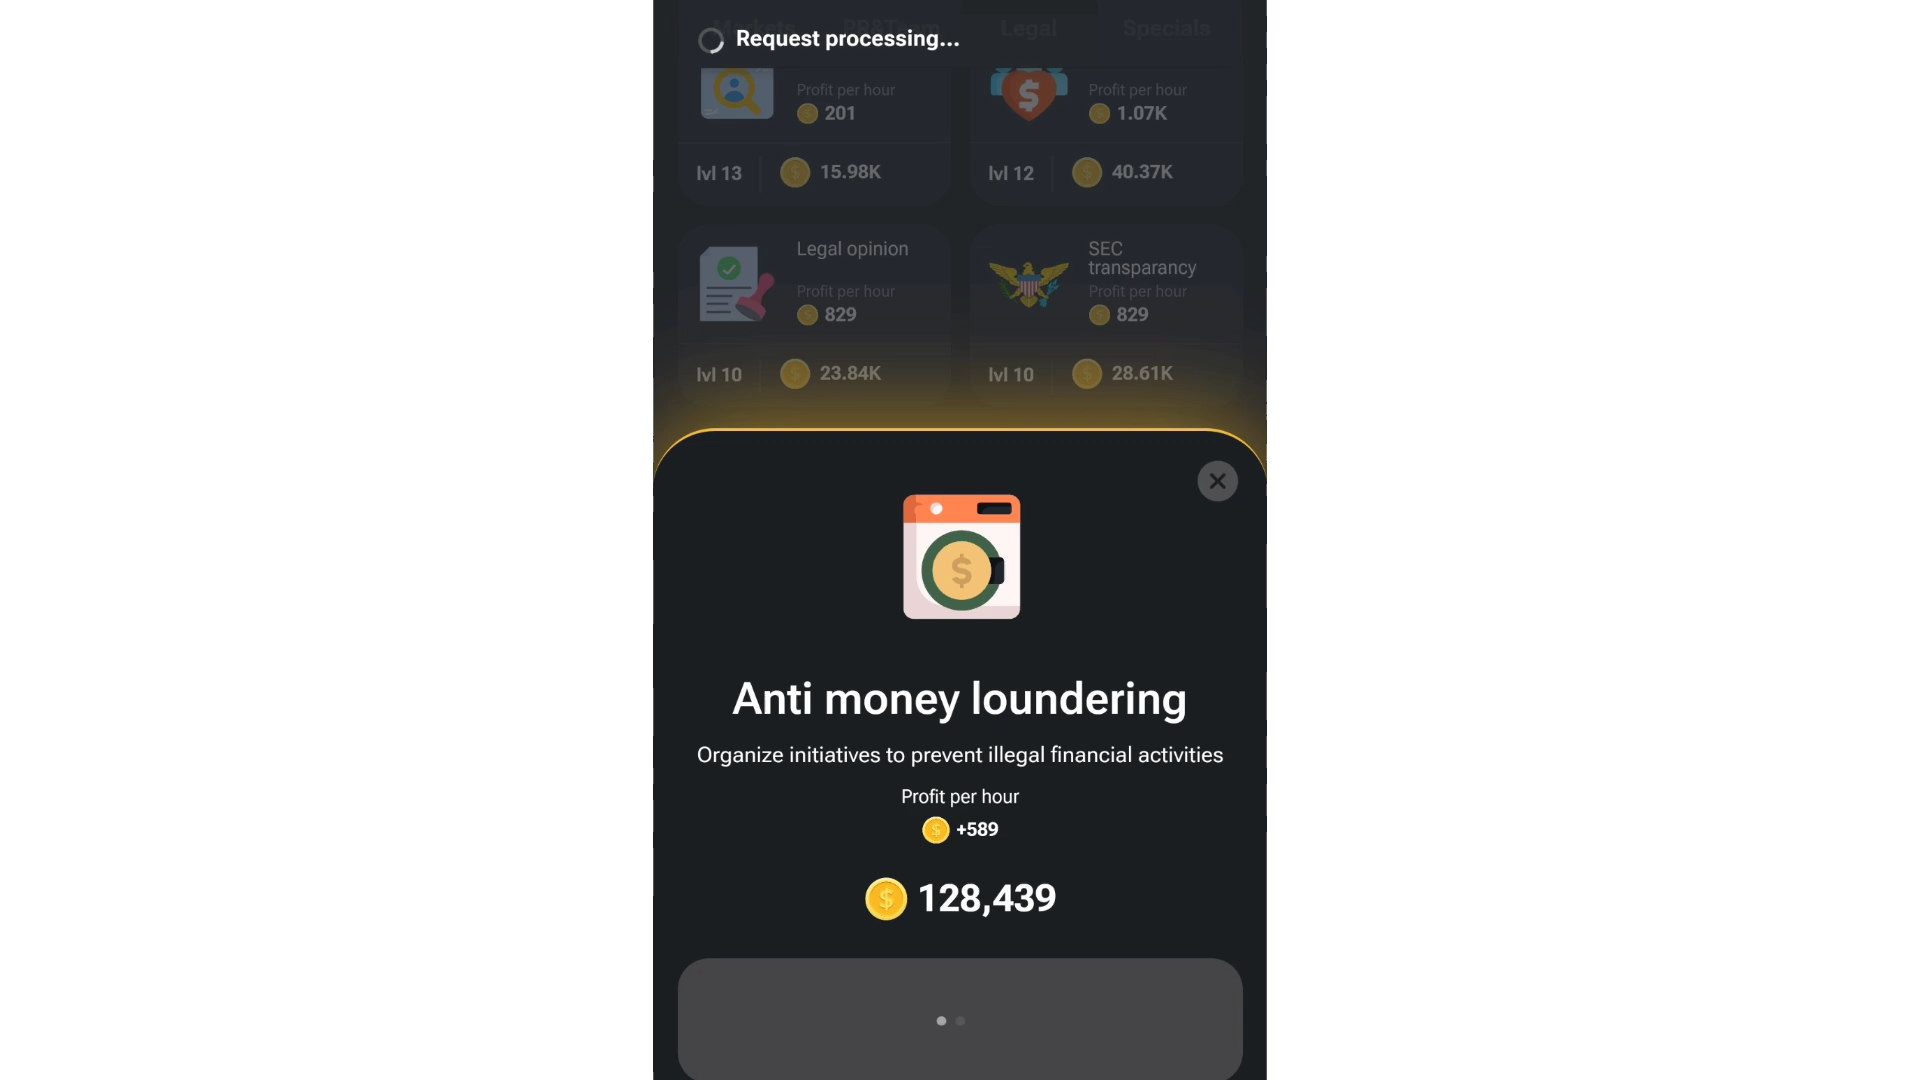 Markets PR&Team Legal Specials
Request processing...
Profit per hour
201
Profit per hour
1.07K
lvl 13
15.98K
lvl 12
40.37K
Legal opinion
Profit per hour
829
SEC
transparancy
Profit per hour
829
lvl 10
23.84K
lvl 10
28.61K
Anti money loundering
Organize initiatives to prevent illegal financial activities
Profit per hour
+589
128,439